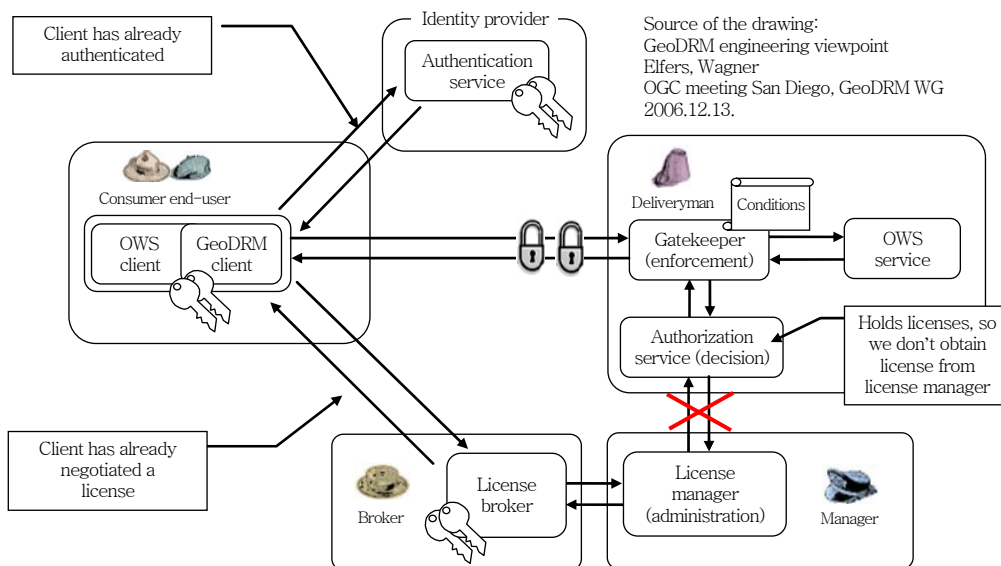 Client has already
authenticated
Identity provider
Authentication
service
Source of the drawing:
GeoDRM engineering viewpoint
Elfers, Wagner
OGC meeting San Diego, GeoDRM WG
2006.12.13.
Consumer end-user
OWS
client
GeoDRM
client
Deliveryman
Conditions
Gatekeeper
(enforcement)
OWS
service
Authorization
service (decision)
Holds licenses, so
we don't obtain
license from
license manager
Client has already
negotiated a
license
Broker
License
broker
License
manager
(administration)
Manager